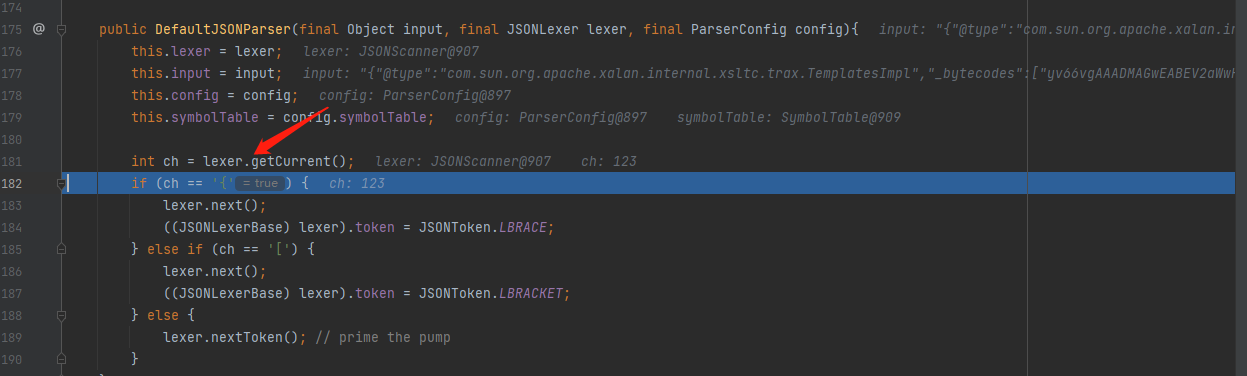 174
175 @ public DefaultJSONParser(final Object input, final JSONLexer lexer, final ParserConfig config){ input: "{"@type":"com.sun.org.apache.xalan.in
176 this.lexer = lexer; lexer: JSONScanner@907
177 this.input = input; input: "{"@type":"com.sun.org.apache.xalan.internal.xsltc.trax.TemplatesImpl","_bytecodes":["yv66vgAAADMAGwEABEV2aWwH
178 this.config = config; config: ParserConfig@897
179 this.symbolTable = config.symbolTable; config: ParserConfig@897 symbolTable: SymbolTable@909
180
181 int ch = lexer.getCurrent(); lexer: JSONScanner@907 ch: 123
182 if (ch == '{' = true ) { ch: 123
183 lexer.next();
184 ((JSONLexerBase) lexer).token = JSONToken.LBRACE;
185 } else if (ch == '[') {
186 lexer.next();
187 ((JSONLexerBase) lexer).token = JSONToken.LBRACKET;
188 } else {
189 lexer.nextToken(); // prime the pump
190 }